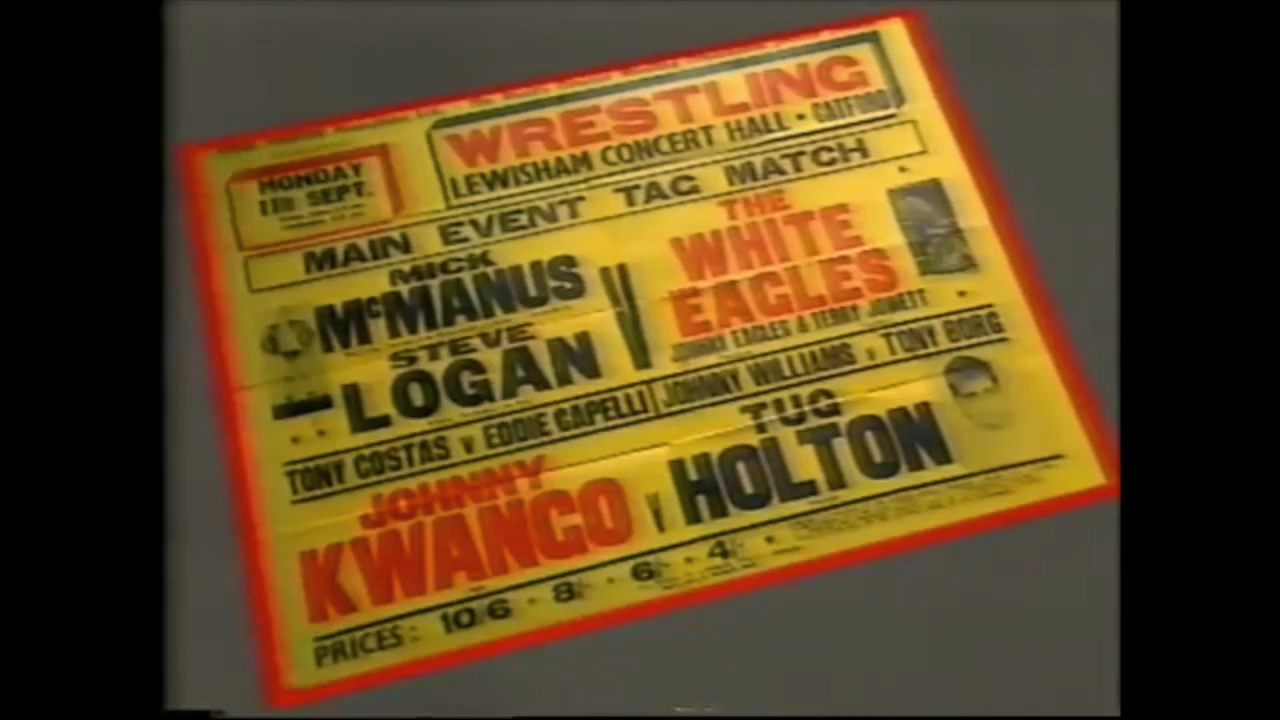 WRESTLING
LEWISHAM CONCERT HALL • CATFORD
MONDAY
11TH SEPT.
MAIN EVENT TAG MATCH
MICK
McMANUS
STEVE
LOGAN
V
THE
WHITE
EAGLES
JOHNNY EAGLES & TERRY JOWETT
TONY COSTAS v EDDIE CAPELLI
JOHNNY WILLIAMS v TONY BORG
JOHNNY
KWANGO
v
TUG
HOLTON
PRICES: 10/6 • 8/- • 6/- • 4/- •